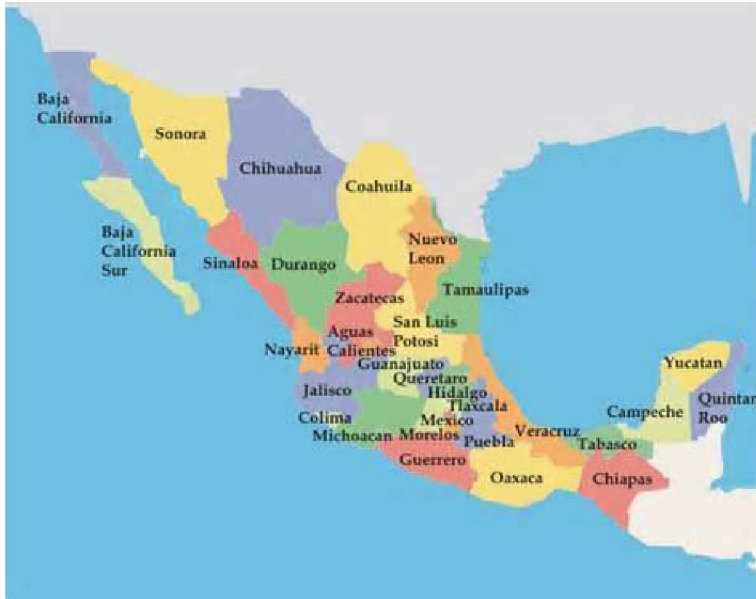 Baja
California
Sonora
Chihuahua
Coahuila
Baja
California
Sur
Sinaloa
Durango
Nuevo
Leon
Tamaulipas
Zacatecas
San Luis
Potosi
Aguas
Calientes
Nayarit
Guanajuato
Queretaro
Hidalgo
Tlaxcala
Jalisco
Colima
Mexico
Michoacan
Morelos
Puebla
Veracruz
Guerrero
Oaxaca
Tabasco
Chiapas
Campeche
Yucatan
Quintan
Roo